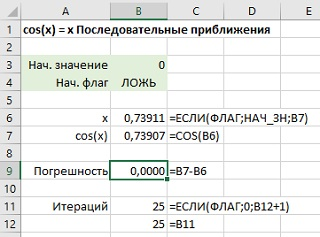 A B C D E
1 cos(x) = x Последовательные приближения
2
3 Нач. значение 0
4 Нач. флаг ЛОЖЬ
5
6 x 0,73911 =ЕСЛИ(ФЛАГ;НАЧ_ЗН;B7)
7 cos(x) 0,73907 =COS(B6)
8
9 Погрешность 0,0000 =B7-B6
10
11 Итераций 25 =ЕСЛИ(ФЛАГ;0;B12+1)
12 25 =B11